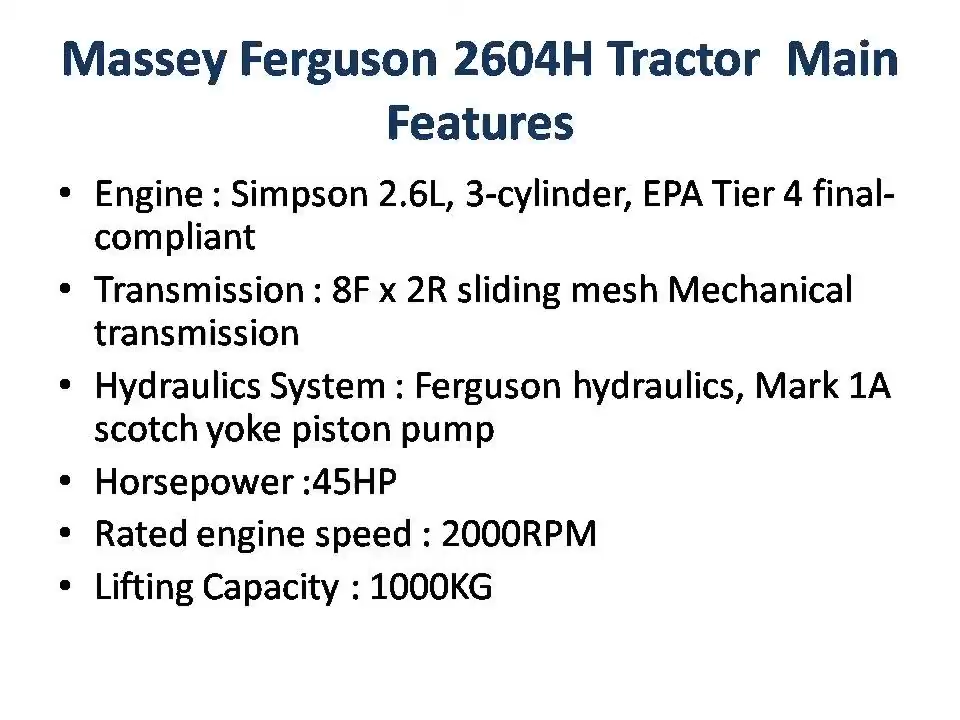 Massey Ferguson 2604H Tractor  Main
Features
• Engine : Simpson 2.6L, 3-cylinder, EPA Tier 4 final-
compliant
• Transmission : 8F x 2R sliding mesh Mechanical
transmission
• Hydraulics System : Ferguson hydraulics, Mark 1A
scotch yoke piston pump
• Horsepower :45HP
• Rated engine speed : 2000RPM
• Lifting Capacity : 1000KG